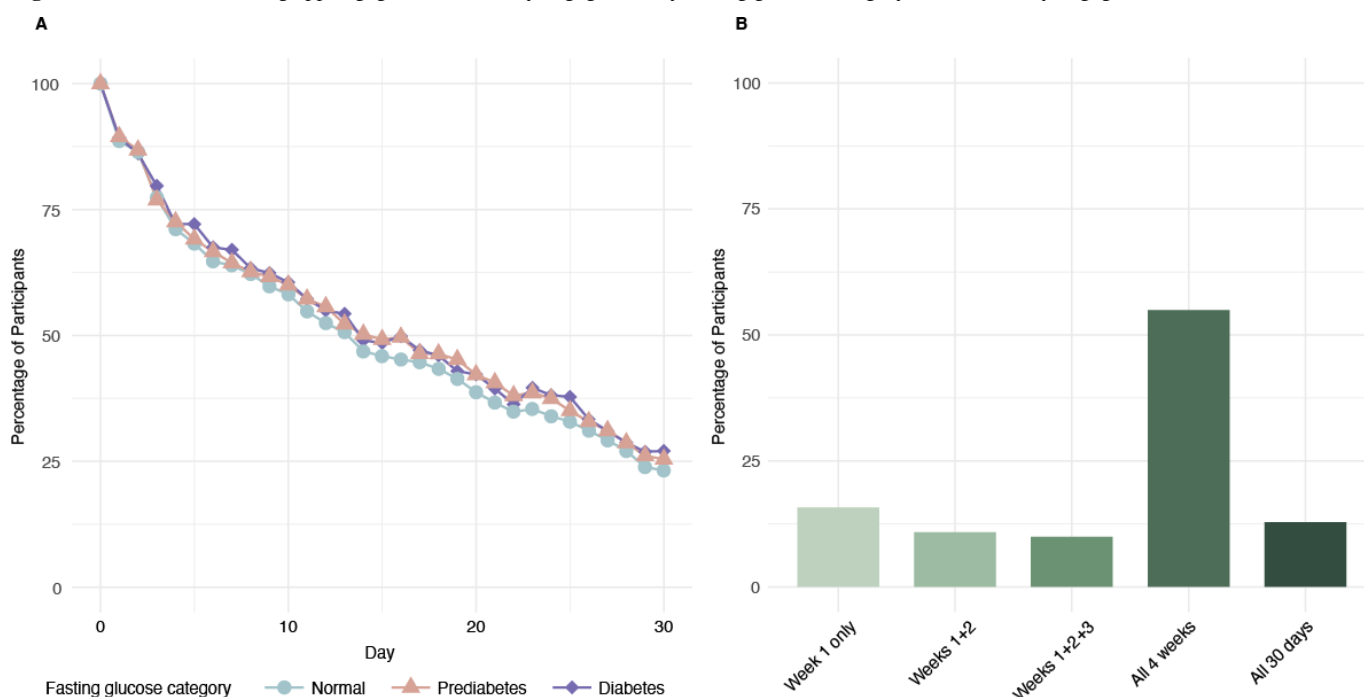 A
B
100
75
50
25
0
Percentage of Participants
0
10
20
30
Day
Fasting glucose category
Normal
Prediabetes
Diabetes
100
75
50
25
0
Percentage of Participants
Week 1 only
Weeks 1+2
Weeks 1+2+3
All 4 weeks
All 30 days